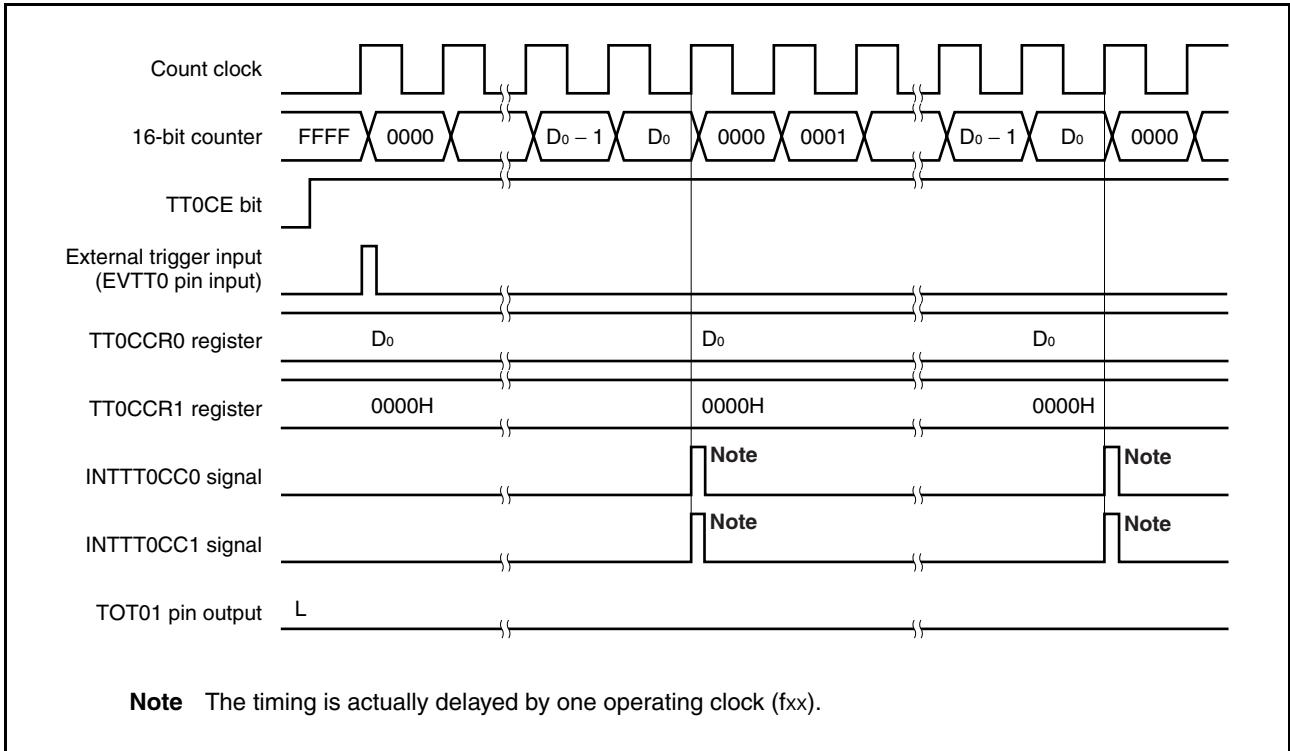 Count clock
16-bit counter FFFF 0000 D0 − 1 D0 0000 0001 D0 − 1 D0 0000
TT0CE bit
External trigger input
(EVTT0 pin input)
TT0CCR0 register D0 D0 D0
TT0CCR1 register 0000H 0000H 0000H
INTTT0CC0 signal Note Note
INTTT0CC1 signal Note Note
TOT01 pin output L
Note The timing is actually delayed by one operating clock (fxx).